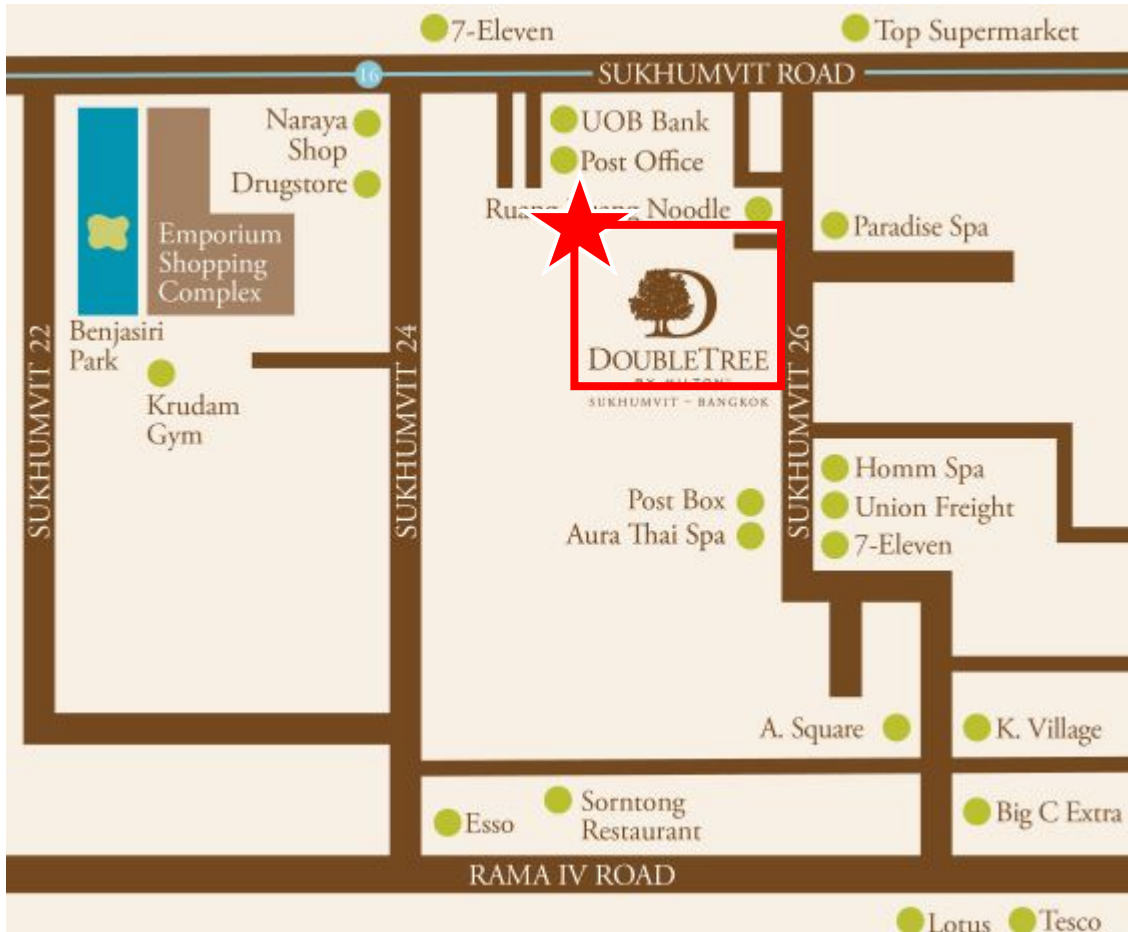 7-Eleven
Top Supermarket
16
SUKHUMVIT ROAD
Naraya
Shop
Drugstore
UOB Bank
Post Office
Noodle
Paradise Spa
Emporium
Shopping
Complex
Benjasiri
Park
Krudam
Gym
SUKHUMVIT 22
SUKHUMVIT 24
D
DOUBLETREE
BY HILTON
SUKHUMVIT - BANGKOK
SUKHUMVIT 26
Homm Spa
Union Freight
7-Eleven
Post Box
Aura Thai Spa
A. Square
K. Village
Esso
Sorntong
Restaurant
Big C Extra
RAMA IV ROAD
Lotus
Tesco